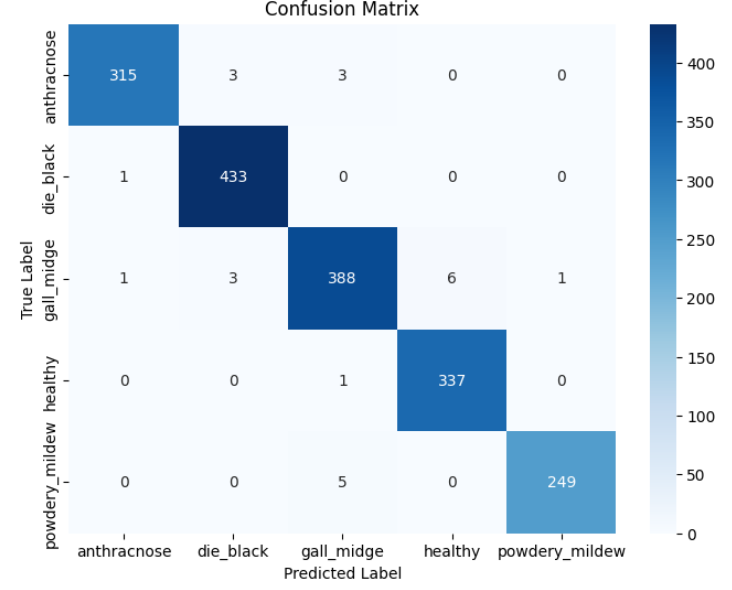 Confusion Matrix
True Label
anthracnose
315 3 3 0 0
die_black
1 433 0 0 0
gall_midge
1 3 388 6 1
healthy
0 0 1 337 0
powdery_mildew
0 0 5 0 249
anthracnose die_black gall_midge healthy powdery_mildew
Predicted Label
400
350
300
250
200
150
100
50
0